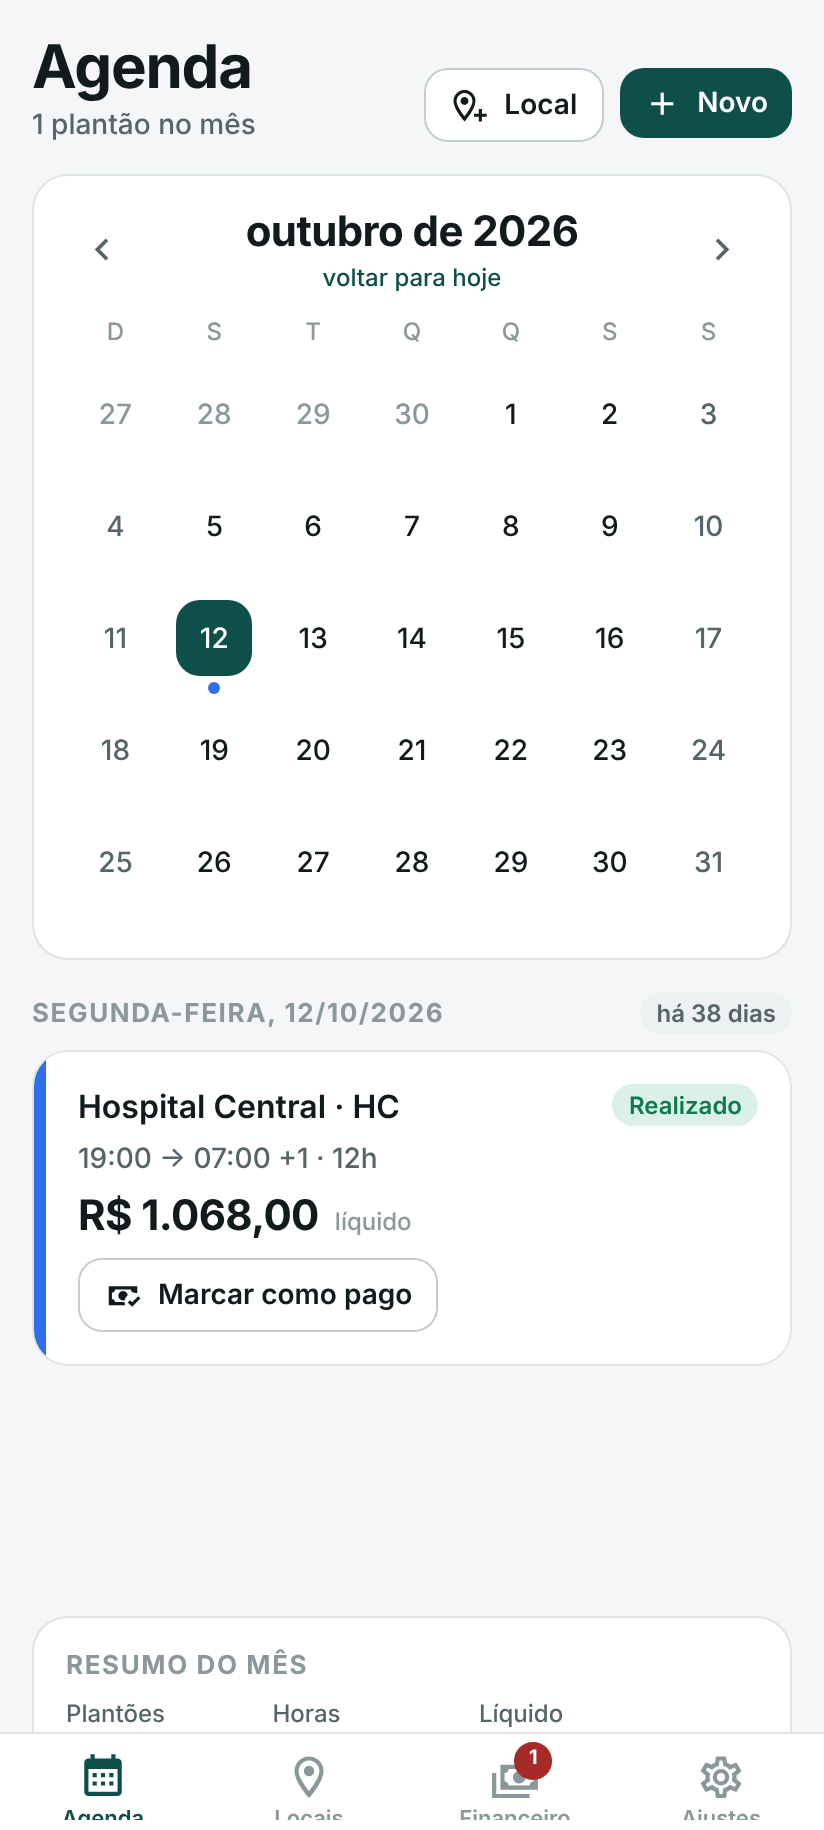 Agenda
1 plantão no mês
Local
Novo
outubro de 2026
voltar para hoje
D S T Q Q S S
27 28 29 30 1 2 3
4 5 6 7 8 9 10
11 12 13 14 15 16 17
18 19 20 21 22 23 24
25 26 27 28 29 30 31
SEGUNDA-FEIRA, 12/10/2026
há 38 dias
Hospital Central · HC
Realizado
19:00 → 07:00 +1 · 12h
R$ 1.068,00 líquido
Marcar como pago
RESUMO DO MÊS
Plantões Horas Líquido
1
Agenda Locais Financeiro Ajustes